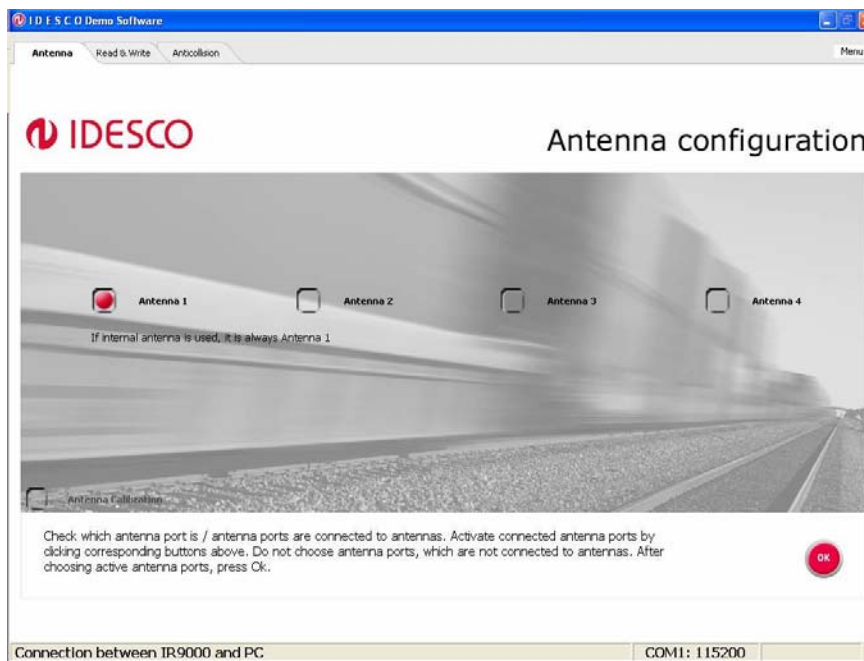 I D E S C O Demo Software
Antenna Read & Write Anticollision Menu
IDESCO
Antenna configuration
Antenna 1 Antenna 2 Antenna 3 Antenna 4
If internal antenna is used, it is always Antenna 1
Antenna Calibration
Check which antenna port is / antenna ports are connected to antennas. Activate connected antenna ports by
clicking corresponding buttons above. Do not choose antenna ports, which are not connected to antennas. After
choosing active antenna ports, press Ok.
OK
Connection between IR9000 and PC COM1: 115200